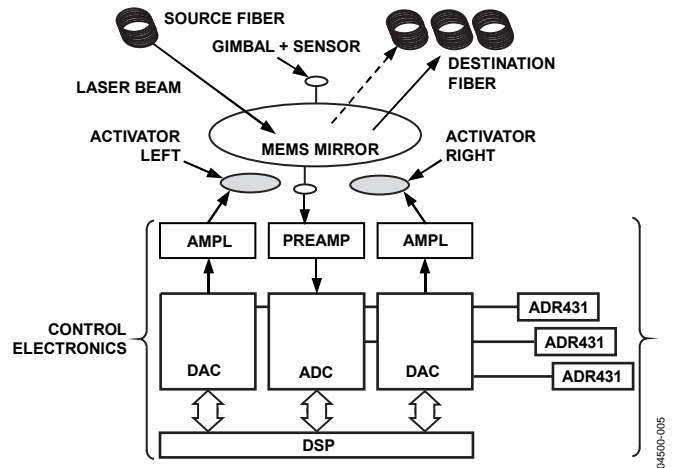 SOURCE FIBER
GIMBAL + SENSOR
DESTINATION
FIBER
LASER BEAM
ACTIVATOR
LEFT
MEMS MIRROR
ACTIVATOR
RIGHT
AMPL
PREAMP
AMPL
CONTROL
ELECTRONICS
DAC
ADC
DAC
ADR431
ADR431
ADR431
DSP
04500-005